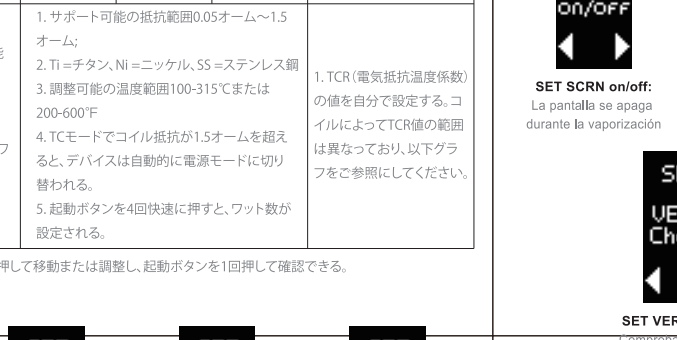 1. サポート可能の抵抗範囲0.05オーム～1.5
オーム;
2. Ti =チタン、Ni =ニッケル、SS =ステンレス鋼
3. 調整可能の温度範囲100-315℃または
200-600°F
4. TCモードでコイル抵抗が1.5オームを超え
ると、デバイスは自動的に電源モードに切り
替われる。
5. 起動ボタンを4回快速に押すと、ワット数が
設定される。
1. TCR（電気抵抗温度係数）
の値を自分で設定する。コ
イルによってTCR値の範囲
は異なっており、以下グラ
フをご参照にしてください。
押して移動または調整し、起動ボタンを1回押して確認できる。
on/oFF
SET SCRN on/off:
La pantalla se apaga
durante la vaporización
VE
Ch
SET VER